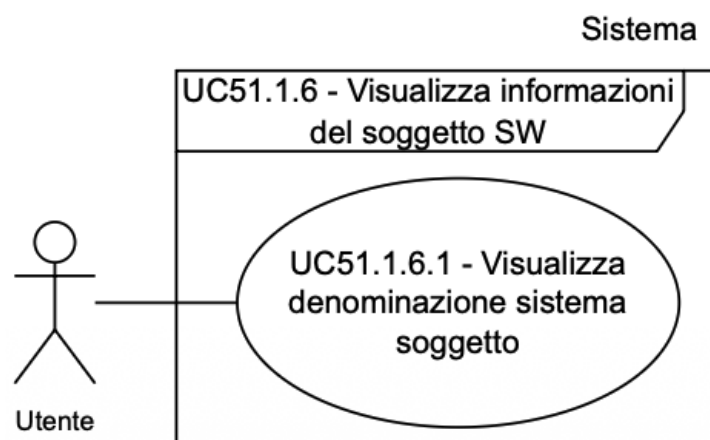 Sistema
UC51.1.6 - Visualizza informazioni
del soggetto SW
UC51.1.6.1 - Visualizza
denominazione sistema
soggetto
Utente